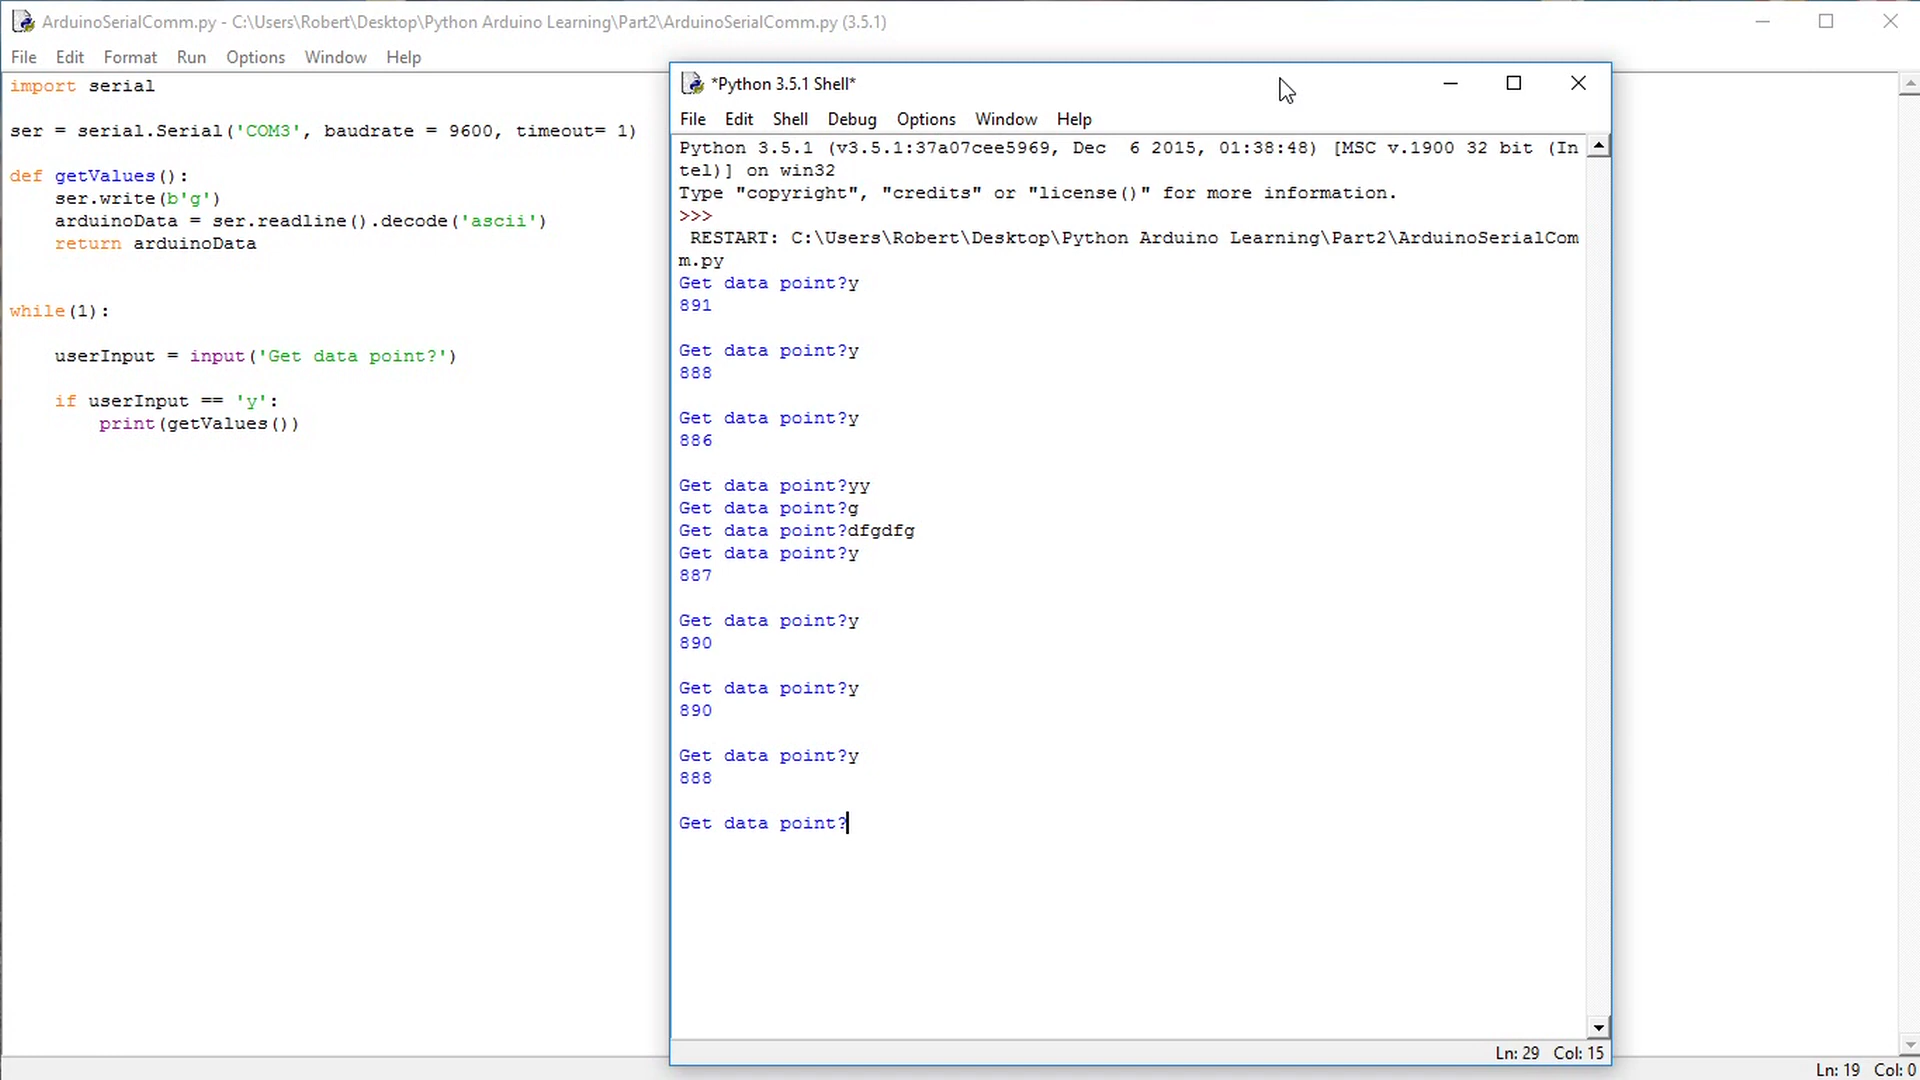 ArduinoSerialComm.py - C:\Users\Robert\Desktop\Python Arduino Learning\Part2\ArduinoSerialComm.py (3.5.1)
File Edit Format Run Options Window Help
import serial
ser = serial.Serial('COM3', baudrate = 9600, timeout= 1)
def getValues():
    ser.write(b'g')
    arduinoData = ser.readline().decode('ascii')
    return arduinoData
while(1):
    userInput = input('Get data point?')
    if userInput == 'y':
        print(getValues())
*Python 3.5.1 Shell*
File Edit Shell Debug Options Window Help
Python 3.5.1 (v3.5.1:37a07cee5969, Dec  6 2015, 01:38:48) [MSC v.1900 32 bit (In
tel)] on win32
Type "copyright", "credits" or "license()" for more information.
>>>
 RESTART: C:\Users\Robert\Desktop\Python Arduino Learning\Part2\ArduinoSerialCom
m.py
Get data point?y
891
Get data point?y
888
Get data point?y
886
Get data point?yy
Get data point?g
Get data point?dfgdfg
Get data point?y
887
Get data point?y
890
Get data point?y
890
Get data point?y
888
Get data point?
Ln: 29 Col: 15
Ln: 19 Col: 0